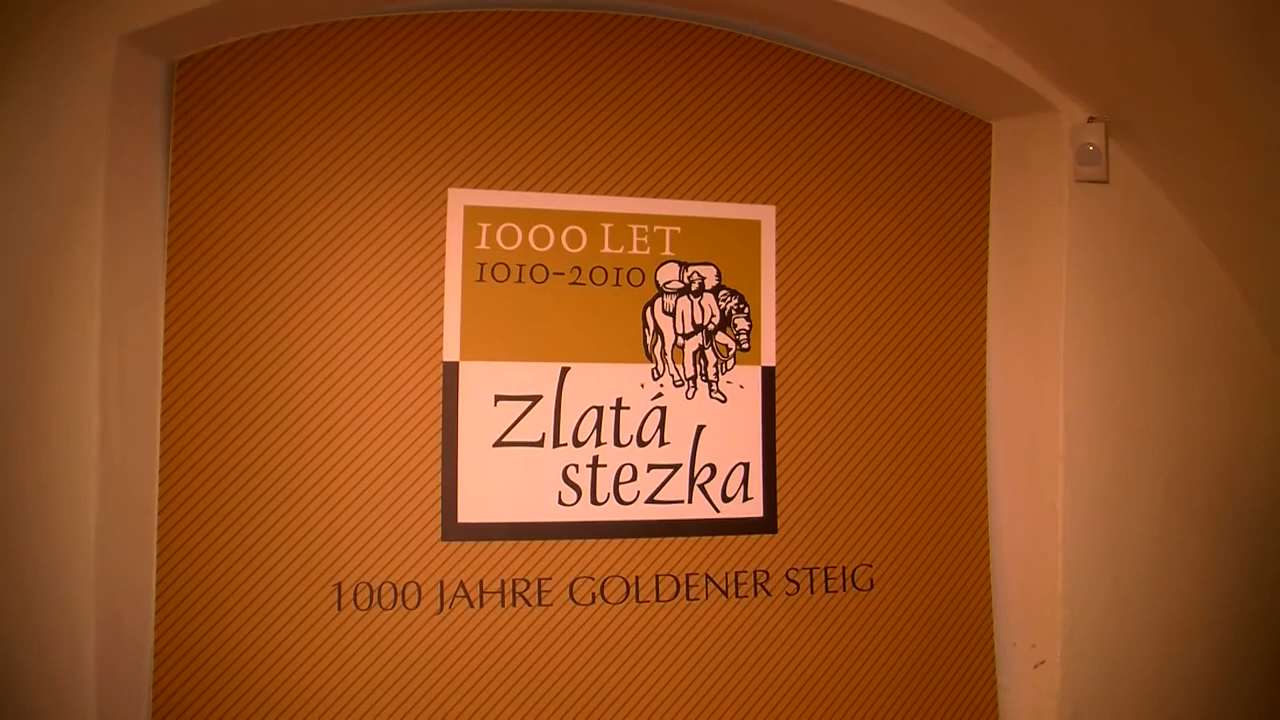 1000 LET
1010-2010
Zlatá
stezka
1000 JAHRE GOLDENER STEIG